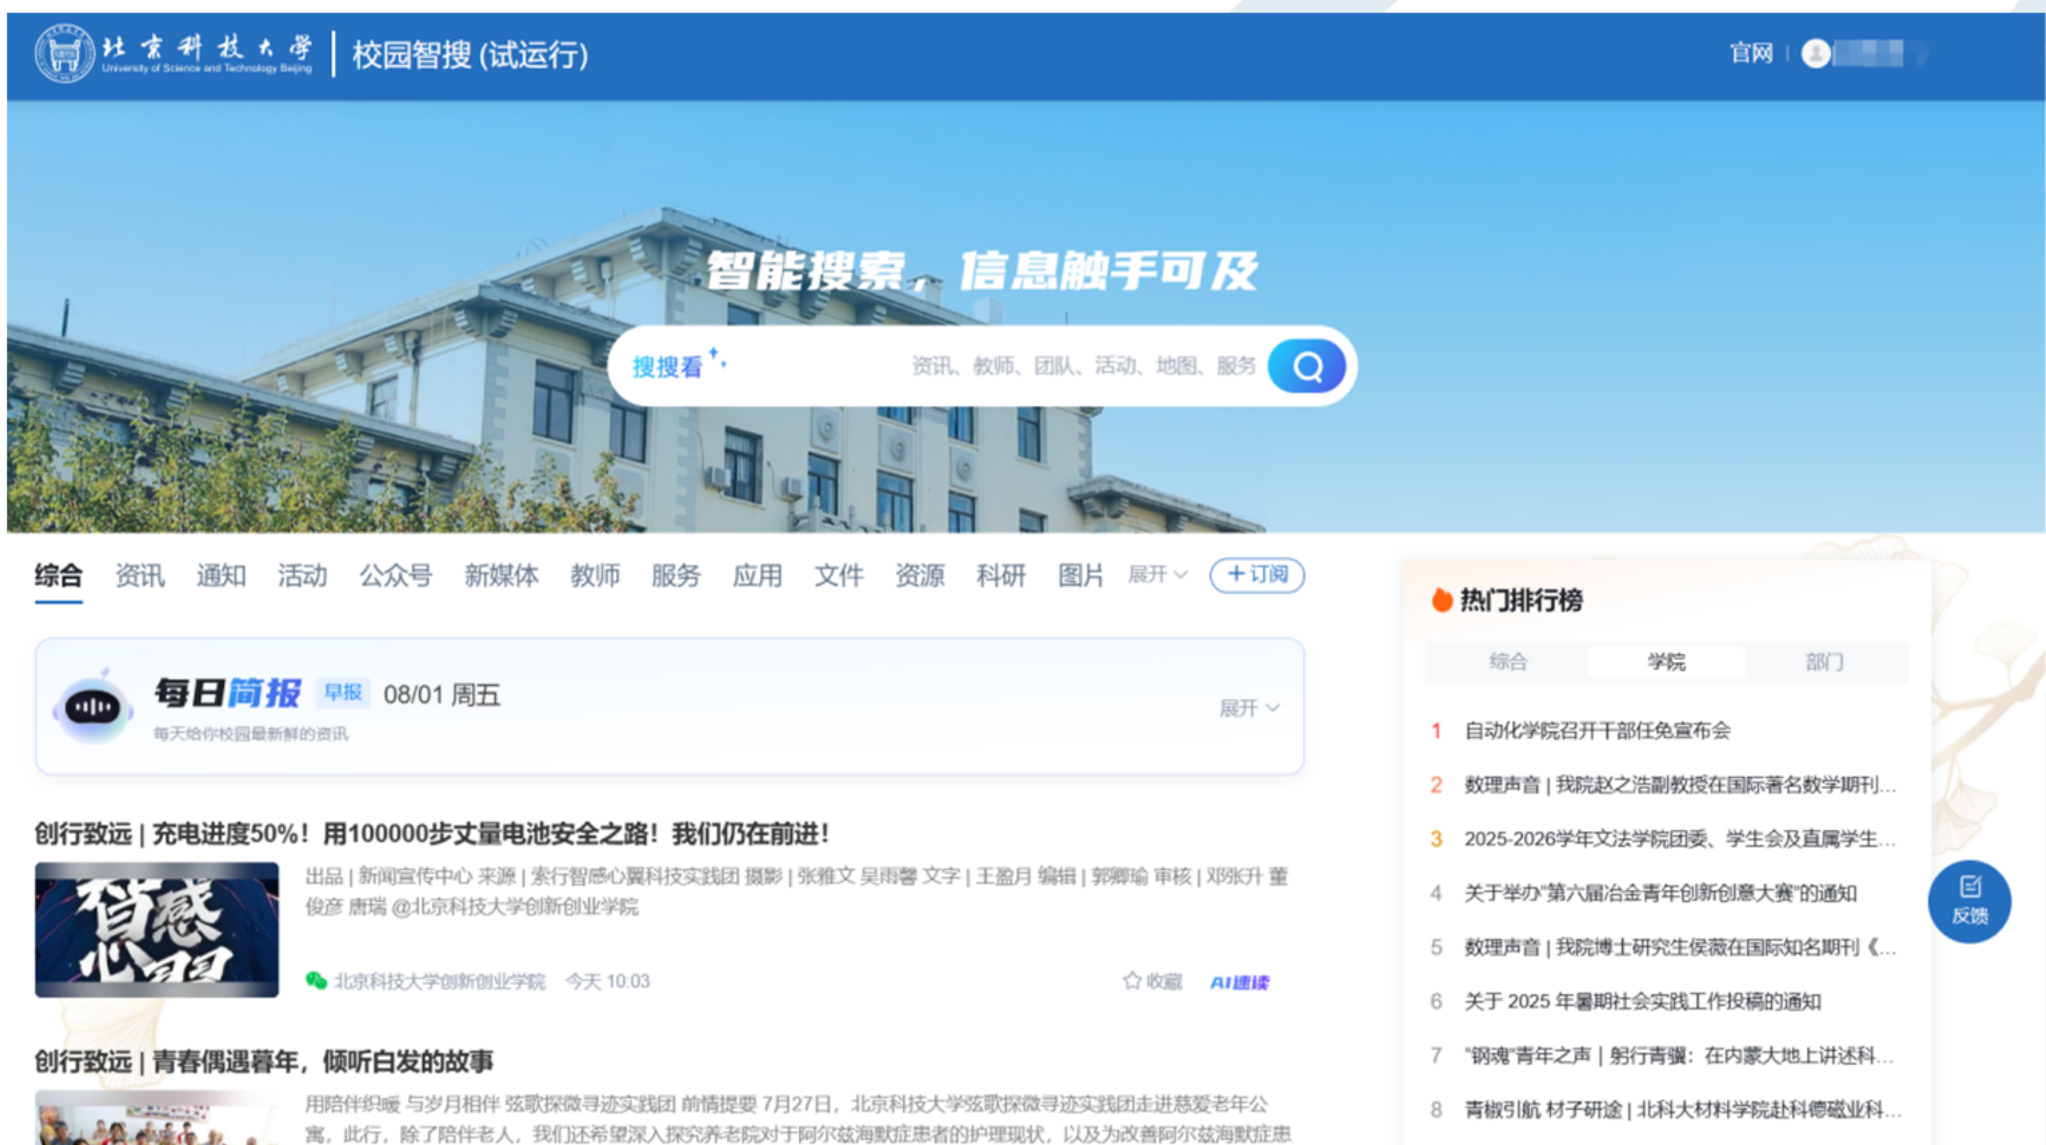 北京科技大学
University of Science and Technology Beijing
校园智搜 (试运行)
官网
智能搜索，信息触手可及
搜搜看
资讯、教师、团队、活动、地图、服务
综合 资讯 通知 活动 公众号 新媒体 教师 服务 应用 文件 资源 科研 图片 展开 +订阅
每日简报 早报 08/01 周五
每天给你校园最新鲜的资讯
展开
创行致远 | 充电进度50%！用100000步丈量电池安全之路！我们仍在前进！
智感
心翼
出品 | 新闻宣传中心 来源 | 索行智感心翼科技实践团 摄影 | 张雅文 吴雨馨 文字 | 王盈月 编辑 | 郭卿瑜 审核 | 邓张升 董
俊彦 唐瑞 @北京科技大学创新创业学院
北京科技大学创新创业学院 今天 10:03
收藏 AI速读
创行致远 | 青春偶遇暮年，倾听白发的故事
用陪伴织暖 与岁月相伴 弦歌探微寻迹实践团 前情提要 7月27日，北京科技大学弦歌探微寻迹实践团走进慈爱老年公
寓，此行，除了陪伴老人，我们还希望深入探究养老院对于阿尔兹海默症患者的护理现状，以及为改善阿尔兹海默症患
热门排行榜
综合 学院 部门
1 自动化学院召开干部任免宣布会
2 数理声音 | 我院赵之浩副教授在国际著名数学期刊...
3 2025-2026学年文法学院团委、学生会及直属学生...
4 关于举办"第六届冶金青年创新创意大赛"的通知
5 数理声音 | 我院博士研究生侯薇在国际知名期刊《...
6 关于 2025 年暑期社会实践工作投稿的通知
7 "钢魂"青年之声 | 躬行青骥：在内蒙大地上讲述科...
8 青椒引航 材子研途 | 北科大材料学院赴科德磁业科...
反馈